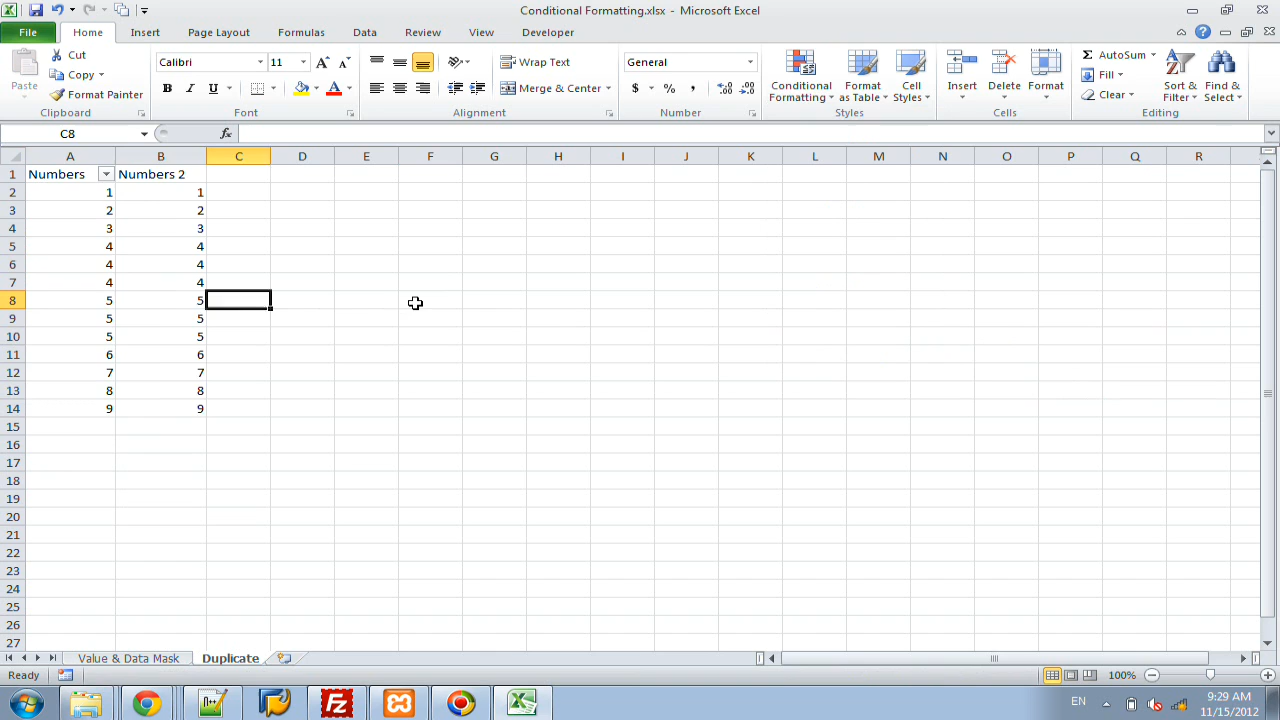 Conditional Formatting.xlsx - Microsoft Excel
File Home Insert Page Layout Formulas Data Review View Developer
Paste
Cut
Copy
Format Painter
Clipboard
Calibri 11
B I U A
Font
Wrap Text
Merge & Center
Alignment
General
$ % ,
Number
Conditional Formatting
Format as Table
Cell Styles
Styles
Insert
Delete
Format
Cells
Σ AutoSum
Fill
Clear
Sort & Filter
Find & Select
Editing
C8 fx
A B C D E F G H I J K L M N O P Q R
1 Numbers Numbers 2
2 1 1
3 2 2
4 3 3
5 4 4
6 4 4
7 4 4
8 5 5
9 5 5
10 5 5
11 6 6
12 7 7
13 8 8
14 9 9
15
16
17
18
19
20
21
22
23
24
25
26
27
Value & Data Mask Duplicate
Ready 100%
EN 9:29 AM
11/15/2012